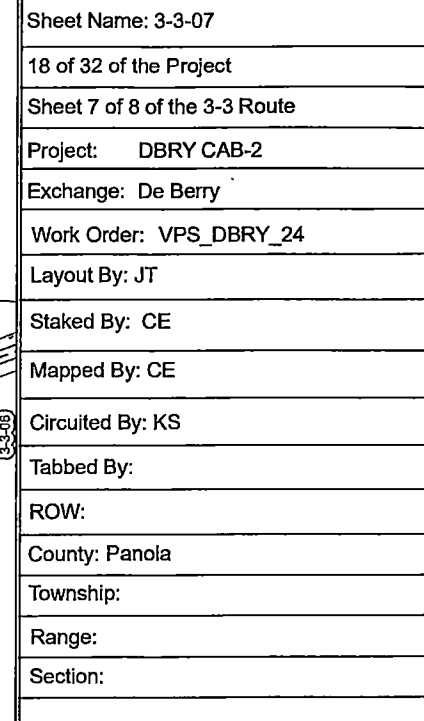 Sheet Name: 3-3-07
18 of 32 of the Project
Sheet 7 of 8 of the 3-3 Route
Project: DBRY CAB-2
Exchange: De Berry
Work Order: VPS_DBRY_24
Layout By: JT
Staked By: CE
Mapped By: CE
3-3-06
Circuited By: KS
Tabbed By:
ROW:
County: Panola
Township:
Range:
Section: